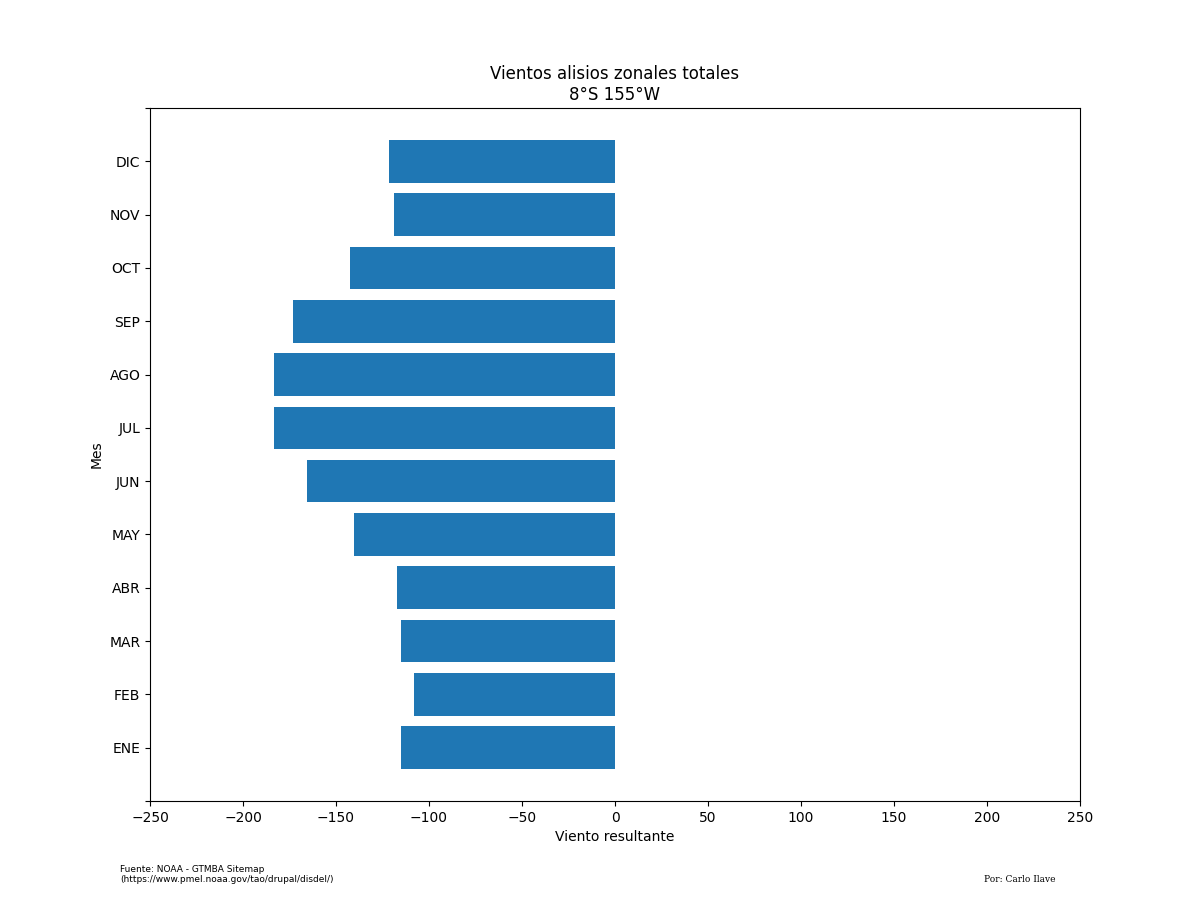 Vientos alisios zonales totales
8°S 155°W
DIC
NOV
OCT
SEP
AGO
JUL
JUN
MAY
ABR
MAR
FEB
ENE
Mes
−250 −200 −150 −100 −50 0 50 100 150 200 250
Viento resultante
Fuente: NOAA - GTMBA Sitemap
(https://www.pmel.noaa.gov/tao/drupal/disdel/)
Por: Carlo Ilave